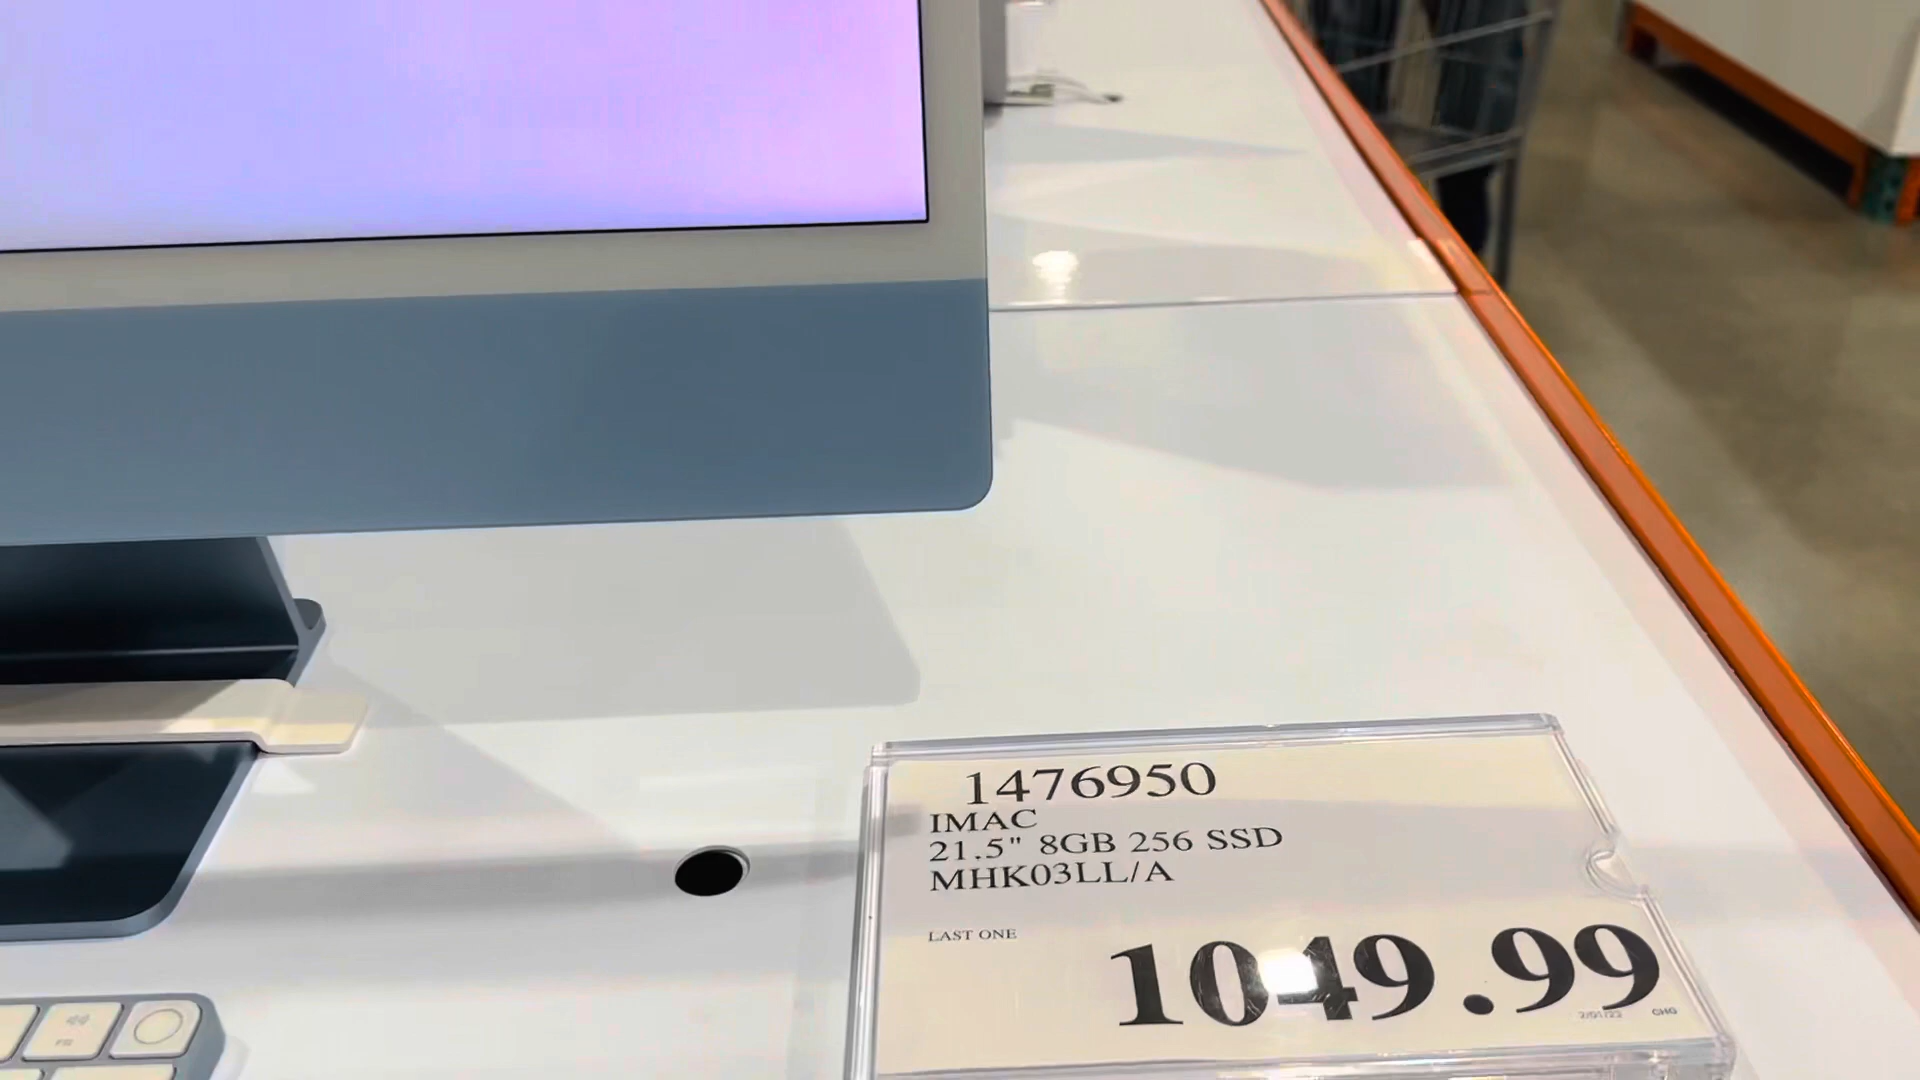 1476950
IMAC
21.5" 8GB 256 SSD
MHK03LL/A
LAST ONE
1049.99